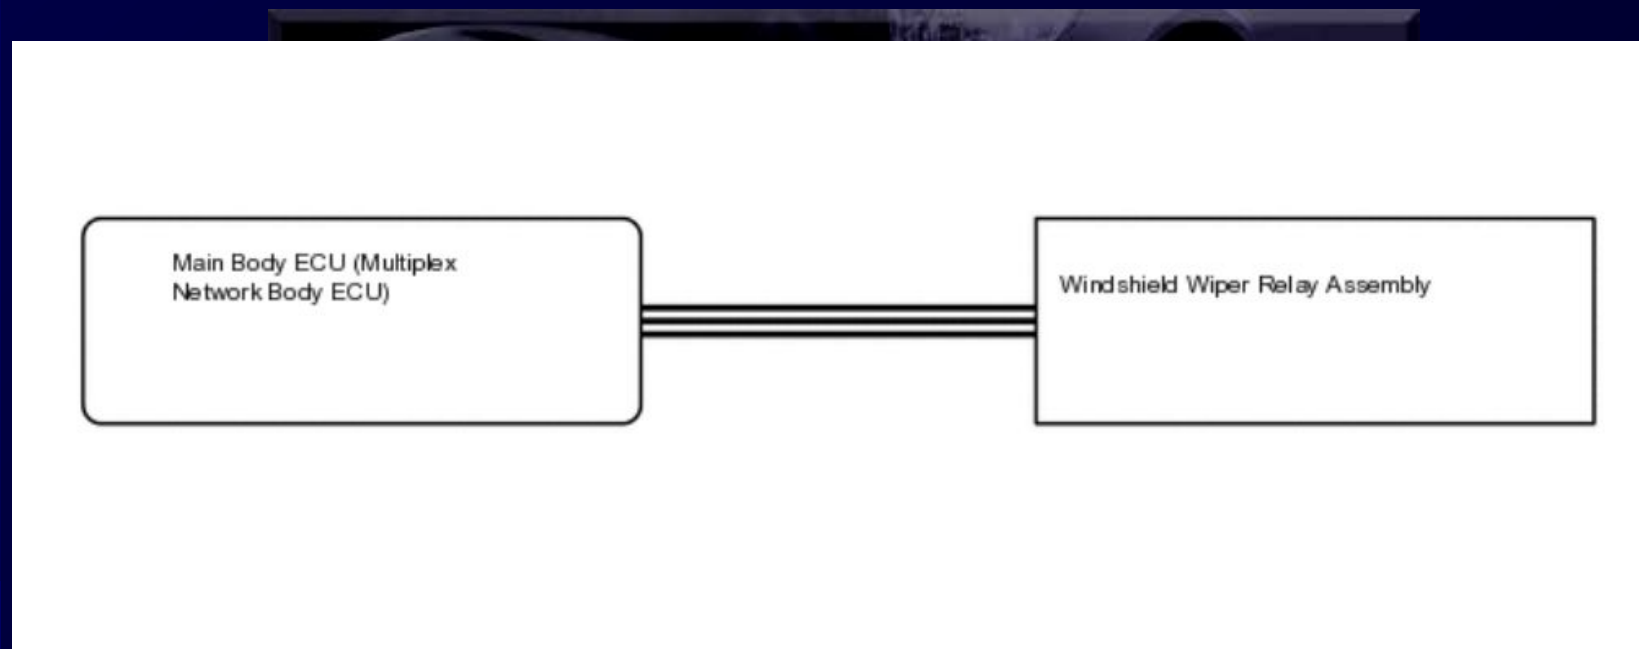 Main Body ECU (Multiplex
Network Body ECU)
Windshield Wiper Relay Assembly